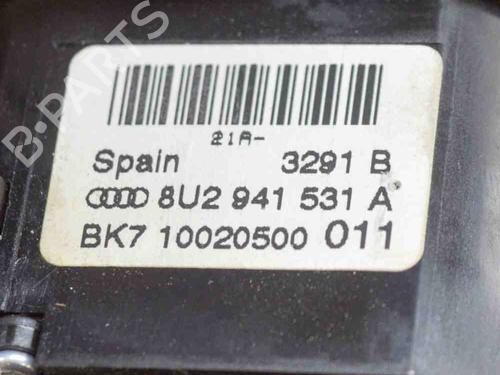 B-PARTS
21A-
Spain 3291 B
8U2 941 531 A
BK7 10020500 011